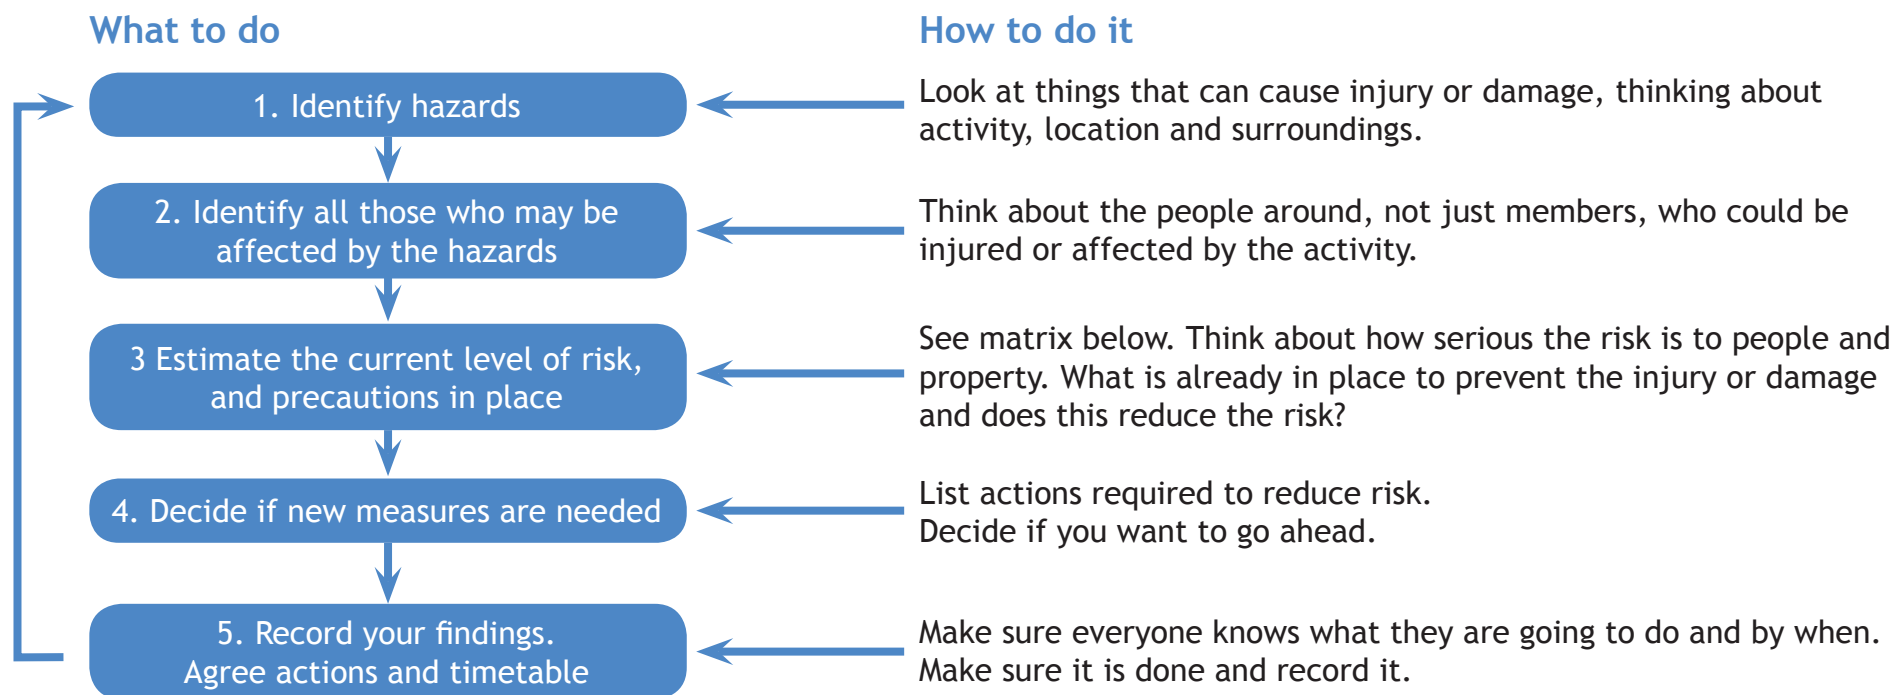 What to do
How to do it
1. Identify hazards
Look at things that can cause injury or damage, thinking about
activity, location and surroundings.
2. Identify all those who may be
affected by the hazards
Think about the people around, not just members, who could be
injured or affected by the activity.
3 Estimate the current level of risk,
and precautions in place
See matrix below. Think about how serious the risk is to people and
property. What is already in place to prevent the injury or damage
and does this reduce the risk?
4. Decide if new measures are needed
List actions required to reduce risk.
Decide if you want to go ahead.
5. Record your findings.
Agree actions and timetable
Make sure everyone knows what they are going to do and by when.
Make sure it is done and record it.